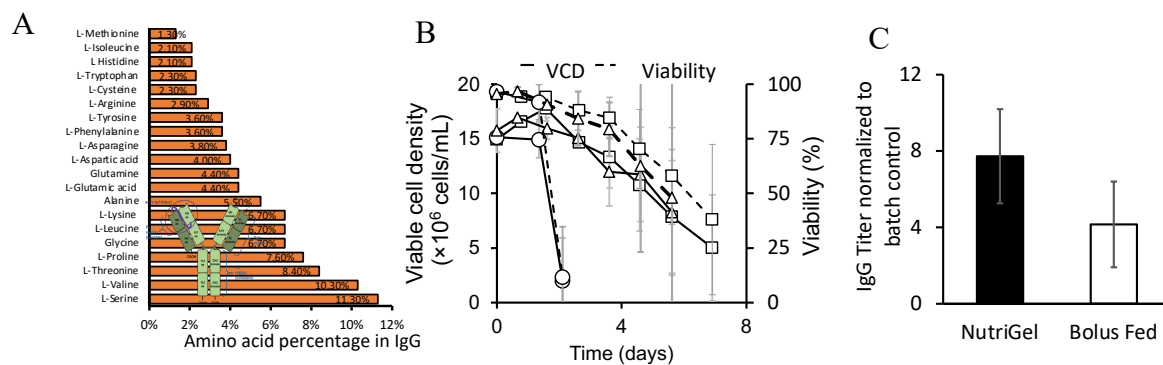 A
L-Methionine 1.30%
L-Isoleucine 2.10%
L Histidine 2.10%
L-Tryptophan 2.30%
L-Cysteine 2.30%
L-Arginine 2.90%
L-Tyrosine 3.60%
L-Phenylalanine 3.60%
L-Asparagine 3.80%
L-Aspartic acid 4.00%
Glutamine 4.40%
L-Glutamic acid 4.40%
Alanine 5.50%
L-Lysine 6.70%
L-Leucine 6.70%
Glycine 6.70%
L-Proline 7.60%
L-Threonine 8.40%
L-Valine 10.30%
L-Serine 11.30%
0% 2% 4% 6% 8% 10% 12%
Amino acid percentage in IgG
B
VCD Viability
Viable cell density
(×10⁶ cells/mL)
20
15
10
5
0
100
75
50
25
0
Viability (%)
0 4 8
Time (days)
C
IgG Titer normalized to
batch control
12
8
4
0
NutriGel Bolus Fed